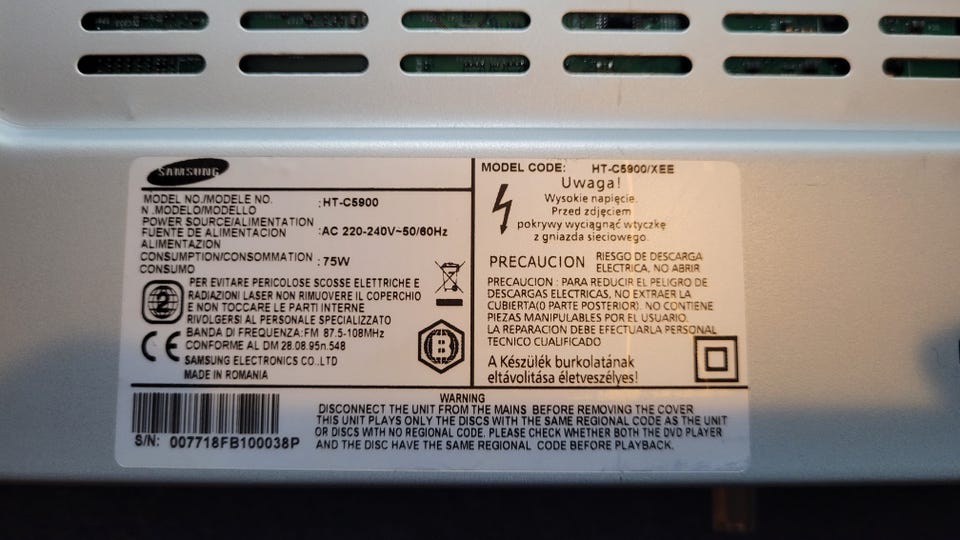 SAMSUNG
MODEL NO./MODELE NO.
N.MODELO/MODELLO
:HT-C5900
POWER SOURCE/ALIMENTATION
FUENTE DE ALIMENTACION
ALIMENTAZION
:AC 220-240V~50/60Hz
CONSUMPTION/CONSOMMATION
CONSUMO
:75W
2
PER EVITARE PERICOLOSE SCOSSE ELETTRICHE E
RADIAZIONI LASER NON RIMUOVERE IL COPERCHIO
E NON TOCCARE LE PARTI INTERNE
RIVOLGERSI AL PERSONALE SPECIALIZZATO
BANDA DI FREQUENZA:FM 87.5-108MHz
CONFORME AL DM 28.08.95n.548
SAMSUNG ELECTRONICS CO.,LTD
MADE IN ROMANIA
CE
B
MODEL CODE: HT-C5900/XEE
Uwaga!
Wysokie napięcie.
Przed zdjęciem
pokrywy wyciągnąć wtyczkę
z gniazda sieciowego.
PRECAUCION
RIESGO DE DESCARGA
ELECTRICA, NO ABRIR
PRECAUCION : PARA REDUCIR EL PELIGRO DE
DESCARGAS ELECTRICAS, NO EXTRAER LA
CUBIERTA(O PARTE POSTERIOR). NO CONTIENE
PIEZAS MANIPULABLES POR EL USUARIO.
LA REPARACION DEBE EFECTUARLA PERSONAL
TECNICO CUALIFICADO
A Készülék burkolatának
eltávolitása életveszélyes!
S/N: 007718FB100038P
WARNING
DISCONNECT THE UNIT FROM THE MAINS BEFORE REMOVING THE COVER
THIS UNIT PLAYS ONLY THE DISCS WITH THE SAME REGIONAL CODE AS THE UNIT
OR DISCS WITH NO REGIONAL CODE. PLEASE CHECK WHETHER BOTH THE DVD PLAYER
AND THE DISC HAVE THE SAME REGIONAL CODE BEFORE PLAYBACK.